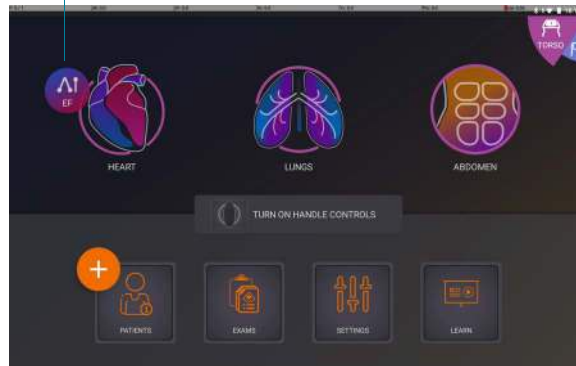 TORSO
AI
EF
HEART
LUNGS
ABDOMEN
TURN ON HANDLE CONTROLS
PATIENTS
EXAMS
SETTINGS
LEARN